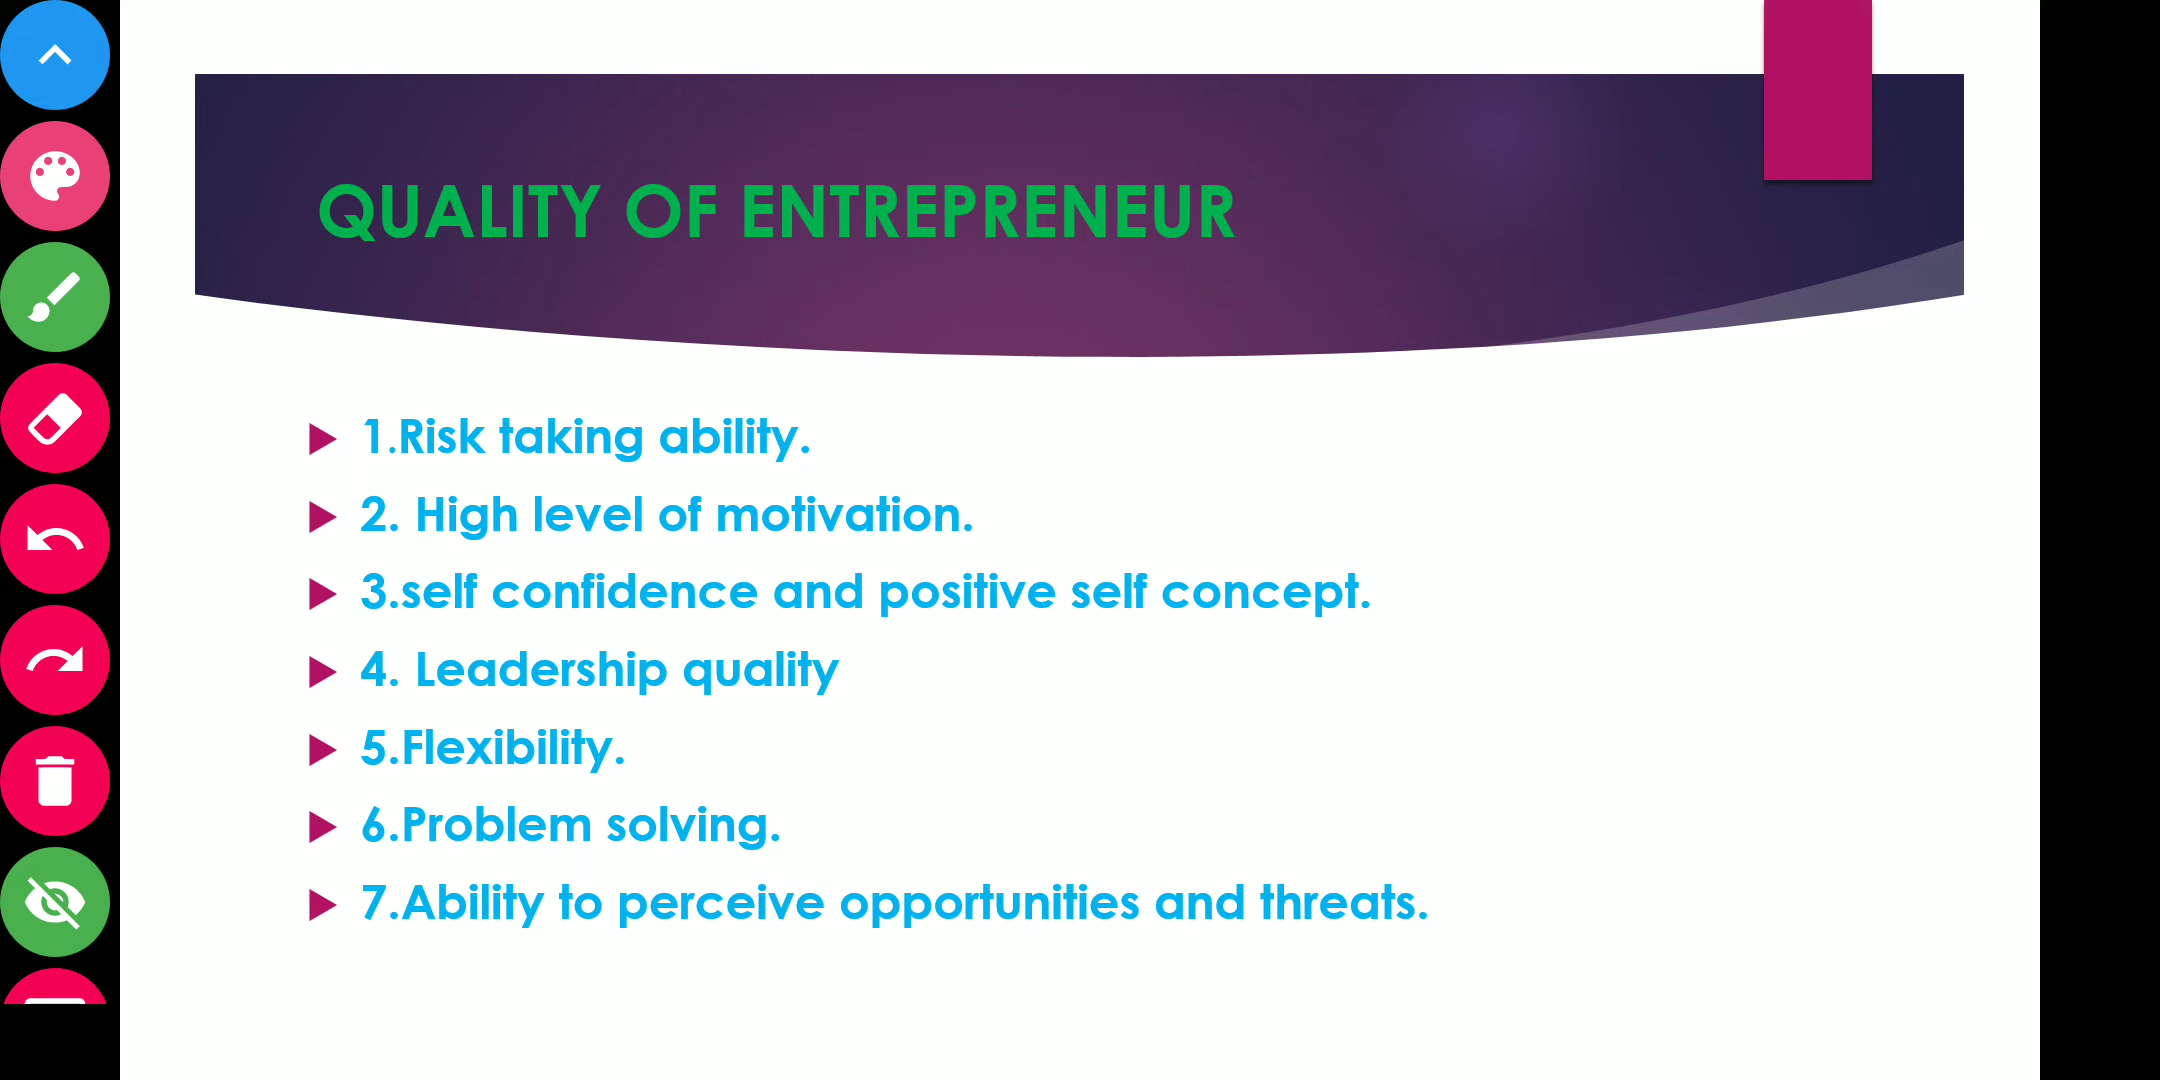 QUALITY OF ENTREPRENEUR
1.Risk taking ability.
2. High level of motivation.
3.self confidence and positive self concept.
4. Leadership quality
5.Flexibility.
6.Problem solving.
7.Ability to perceive opportunities and threats.